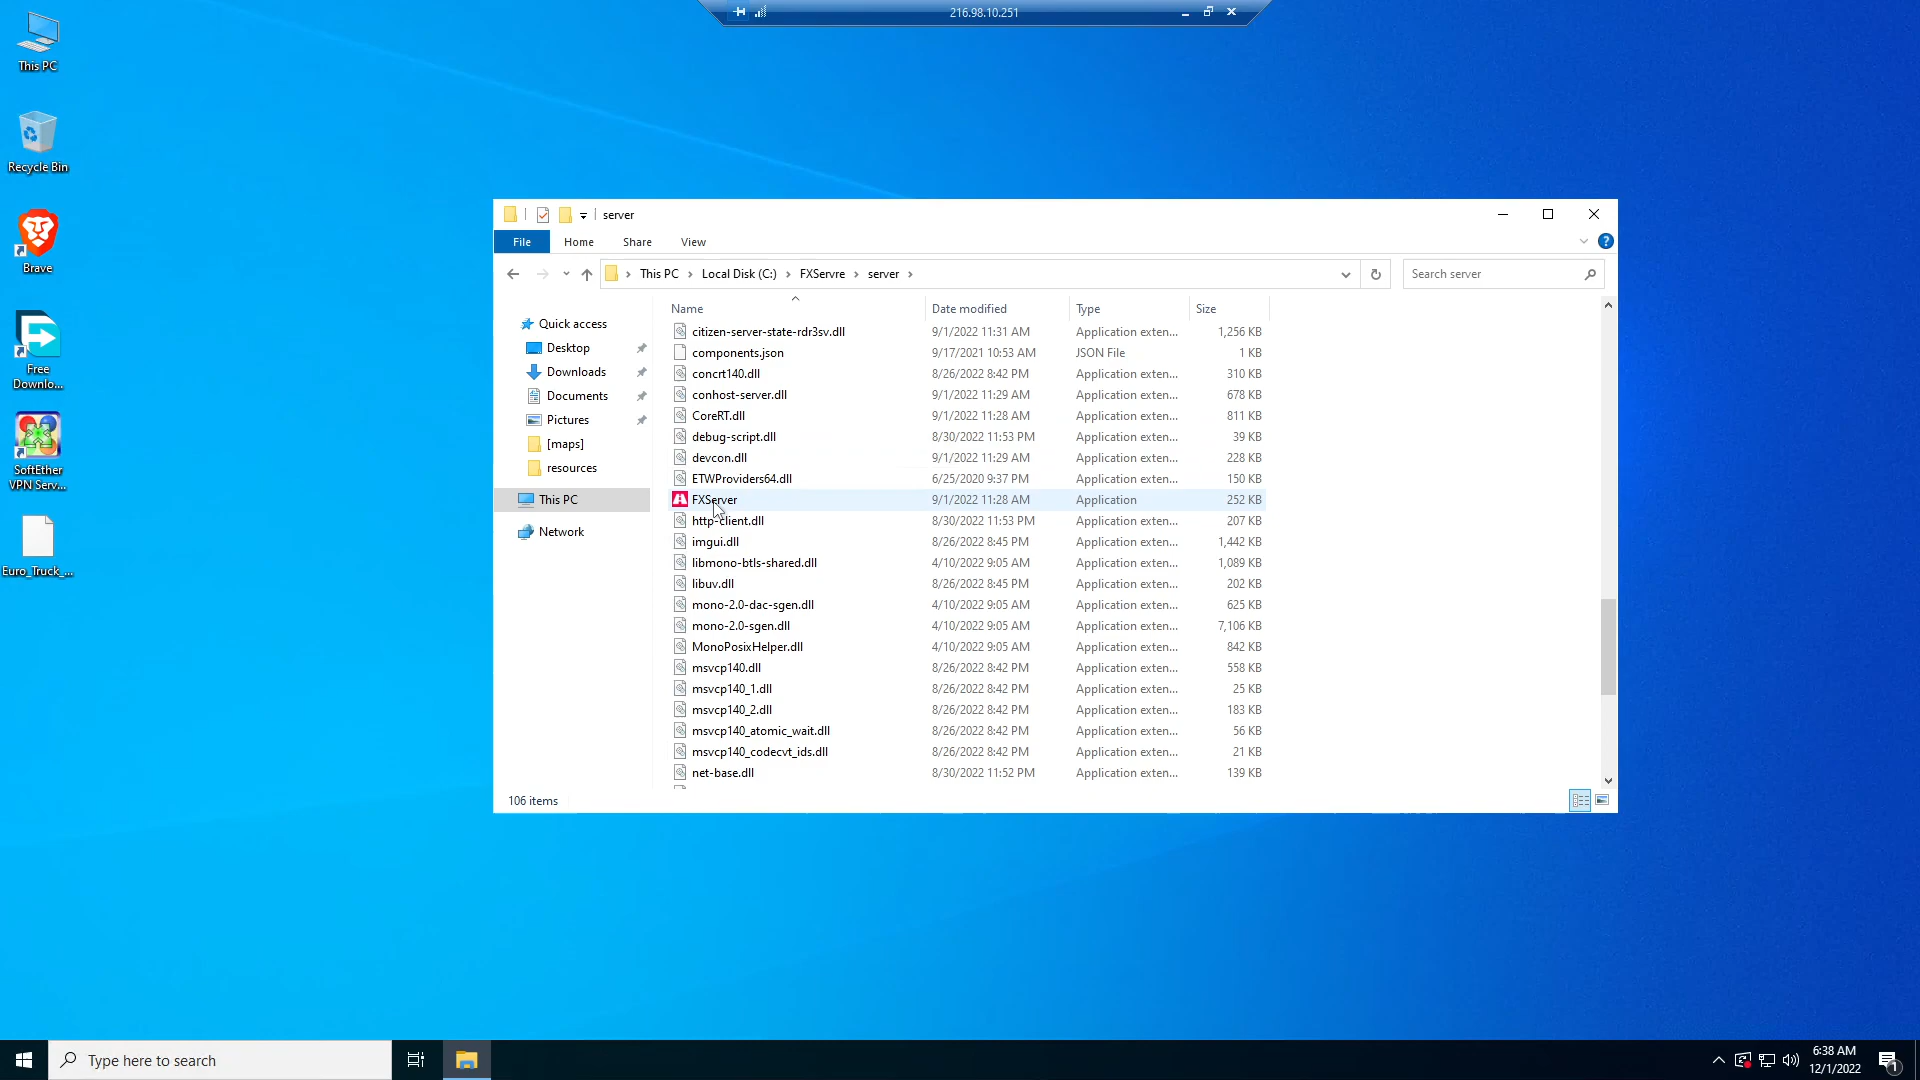 216.98.10.251
This PC
Recycle Bin
Brave
Free
Downlo...
SoftEther
VPN Serv...
Euro_Truck_...
server
File
Home
Share
View
This PC
Local Disk (C:)
FXServre
server
Search server
Quick access
Desktop
Downloads
Documents
Pictures
[maps]
resources
This PC
Network
Name Date modified Type Size
citizen-server-state-rdr3sv.dll 9/1/2022 11:31 AM Application exten... 1,256 KB
components.json 9/17/2021 10:53 AM JSON File 1 KB
concrt140.dll 8/26/2022 8:42 PM Application exten... 310 KB
conhost-server.dll 9/1/2022 11:29 AM Application exten... 678 KB
CoreRT.dll 9/1/2022 11:28 AM Application exten... 811 KB
debug-script.dll 8/30/2022 11:53 PM Application exten... 39 KB
devcon.dll 9/1/2022 11:29 AM Application exten... 228 KB
ETWProviders64.dll 6/25/2020 9:37 PM Application exten... 150 KB
FXServer 9/1/2022 11:28 AM Application 252 KB
http-client.dll 8/30/2022 11:53 PM Application exten... 207 KB
imgui.dll 8/26/2022 8:45 PM Application exten... 1,442 KB
libmono-btls-shared.dll 4/10/2022 9:05 AM Application exten... 1,089 KB
libuv.dll 8/26/2022 8:45 PM Application exten... 202 KB
mono-2.0-dac-sgen.dll 4/10/2022 9:05 AM Application exten... 625 KB
mono-2.0-sgen.dll 4/10/2022 9:05 AM Application exten... 7,106 KB
MonoPosixHelper.dll 4/10/2022 9:05 AM Application exten... 842 KB
msvcp140.dll 8/26/2022 8:42 PM Application exten... 558 KB
msvcp140_1.dll 8/26/2022 8:42 PM Application exten... 25 KB
msvcp140_2.dll 8/26/2022 8:42 PM Application exten... 183 KB
msvcp140_atomic_wait.dll 8/26/2022 8:42 PM Application exten... 56 KB
msvcp140_codecvt_ids.dll 8/26/2022 8:42 PM Application exten... 21 KB
net-base.dll 8/30/2022 11:52 PM Application exten... 139 KB
106 items
Type here to search
6:38 AM
12/1/2022
1